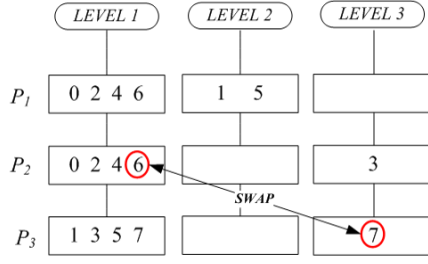 LEVEL 1 LEVEL 2 LEVEL 3
P1 0 2 4 6 1 5
P2 0 2 4 6 3
SWAP
P3 1 3 5 7 7